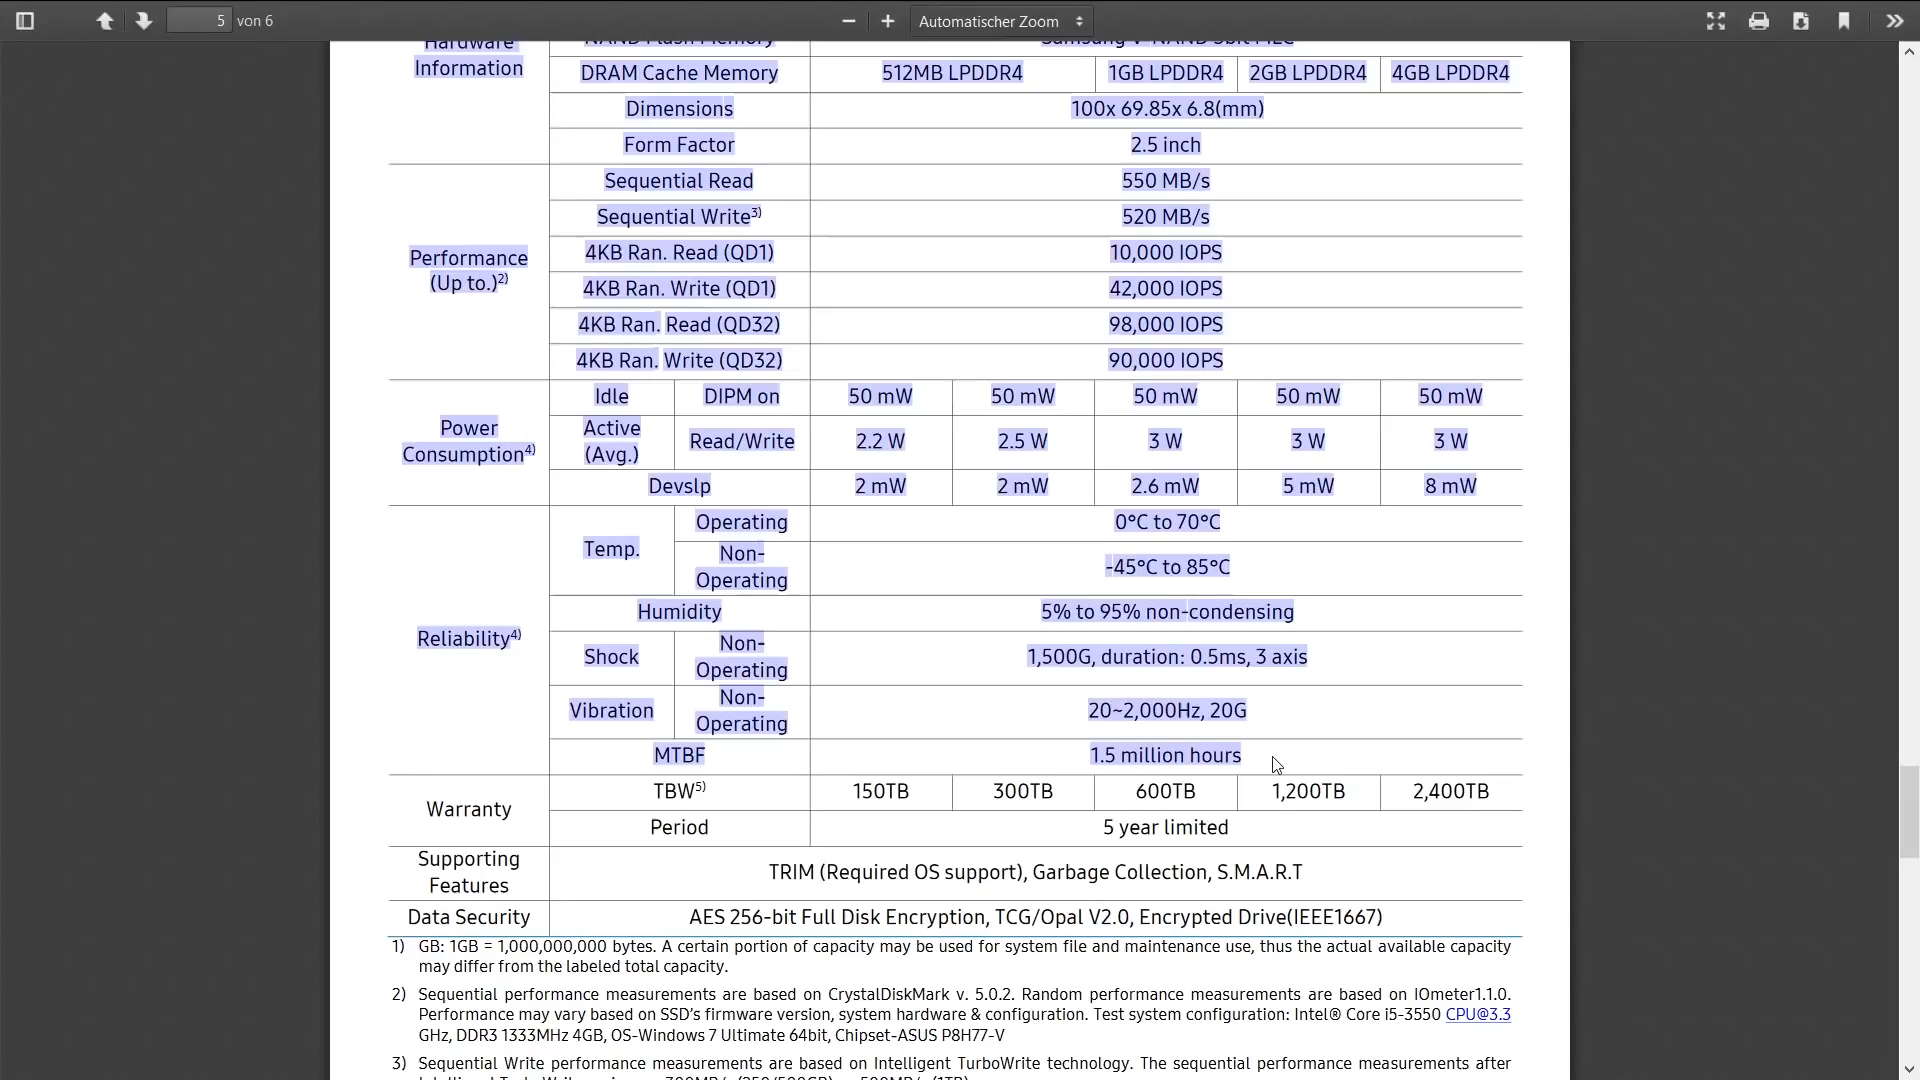 5 von 6 Automatischer Zoom
Hardware
Information
NAND Flash Memory Samsung V-NAND 3bit MLC
DRAM Cache Memory 512MB LPDDR4 1GB LPDDR4 2GB LPDDR4 4GB LPDDR4
Dimensions 100x 69.85x 6.8(mm)
Form Factor 2.5 inch
Performance
(Up to.)2)
Sequential Read 550 MB/s
Sequential Write3) 520 MB/s
4KB Ran. Read (QD1) 10,000 IOPS
4KB Ran. Write (QD1) 42,000 IOPS
4KB Ran. Read (QD32) 98,000 IOPS
4KB Ran. Write (QD32) 90,000 IOPS
Power
Consumption4)
Idle DIPM on 50 mW 50 mW 50 mW 50 mW 50 mW
Active
(Avg.)
Read/Write 2.2 W 2.5 W 3 W 3 W 3 W
Devslp 2 mW 2 mW 2.6 mW 5 mW 8 mW
Reliability4)
Temp.
Operating 0°C to 70°C
Non-
Operating
-45°C to 85°C
Humidity 5% to 95% non-condensing
Shock
Non-
Operating
1,500G, duration: 0.5ms, 3 axis
Vibration
Non-
Operating
20~2,000Hz, 20G
MTBF 1.5 million hours
Warranty
TBW5) 150TB 300TB 600TB 1,200TB 2,400TB
Period 5 year limited
Supporting
Features
TRIM (Required OS support), Garbage Collection, S.M.A.R.T
Data Security AES 256-bit Full Disk Encryption, TCG/Opal V2.0, Encrypted Drive(IEEE1667)
1) GB: 1GB = 1,000,000,000 bytes. A certain portion of capacity may be used for system file and maintenance use, thus the actual available capacity
may differ from the labeled total capacity.
2) Sequential performance measurements are based on CrystalDiskMark v. 5.0.2. Random performance measurements are based on IOmeter1.1.0.
Performance may vary based on SSD's firmware version, system hardware & configuration. Test system configuration: Intel® Core i5-3550 CPU@3.3
GHz, DDR3 1333MHz 4GB, OS-Windows 7 Ultimate 64bit, Chipset-ASUS P8H77-V
3) Sequential Write performance measurements are based on Intelligent TurboWrite technology. The sequential performance measurements after